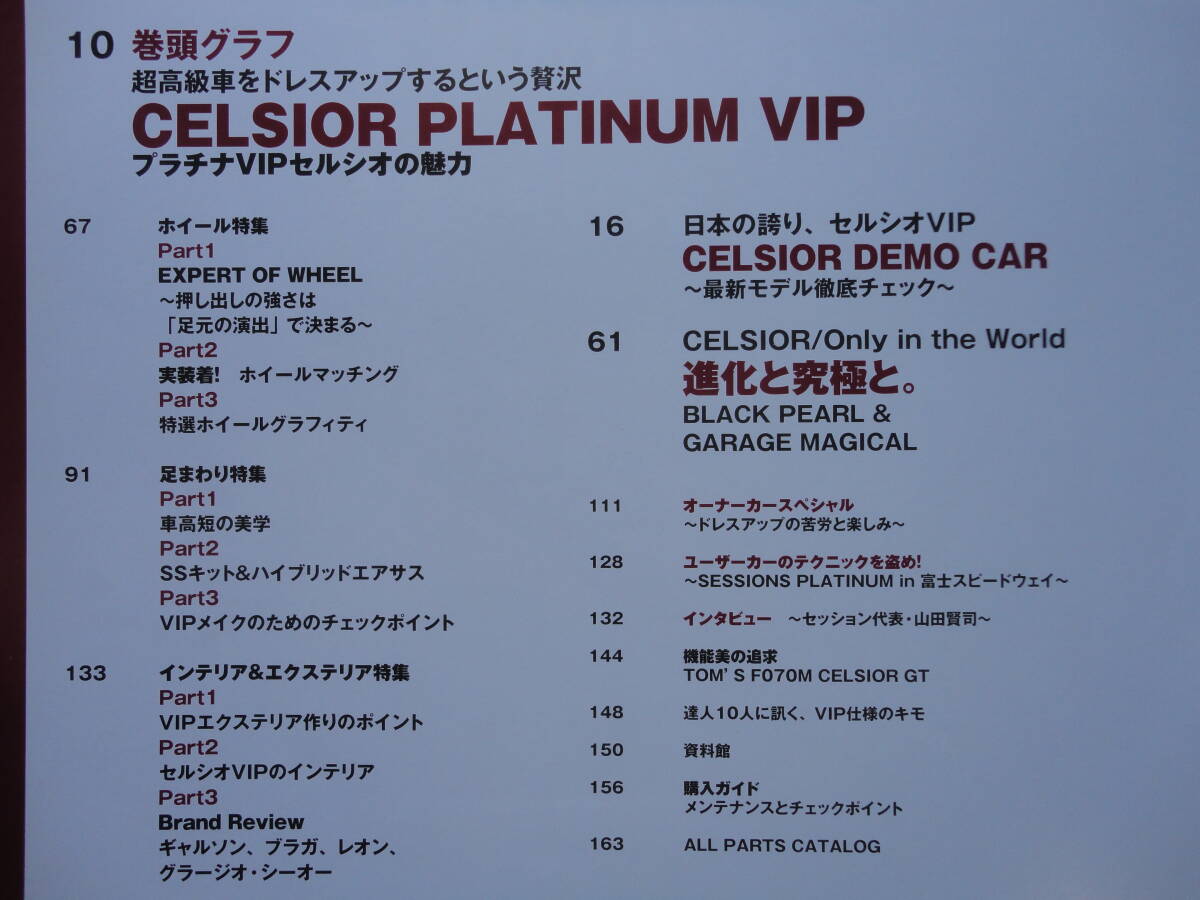 10 巻頭グラフ
超高級車をドレスアップするという贅沢
CELSIOR PLATINUM VIP
プラチナVIPセルシオの魅力
67 ホイール特集
Part1
EXPERT OF WHEEL
～押し出しの強さは
「足元の演出」で決まる～
Part2
実装着! ホイールマッチング
Part3
特選ホイールグラフィティ
91 足まわり特集
Part1
車高短の美学
Part2
SSキット&ハイブリッドエアサス
Part3
VIPメイクのためのチェックポイント
133 インテリア&エクステリア特集
Part1
VIPエクステリア作りのポイント
Part2
セルシオVIPのインテリア
Part3
Brand Review
ギャルソン、ブラガ、レオン、
グラージオ・シーオー
16 日本の誇り、セルシオVIP
CELSIOR DEMO CAR
～最新モデル徹底チェック～
61 CELSIOR/Only in the World
進化と究極と。
BLACK PEARL &
GARAGE MAGICAL
111 オーナーカースペシャル
～ドレスアップの苦労と楽しみ～
128 ユーザーカーのテクニックを盗め!
～SESSIONS PLATINUM in 富士スピードウェイ～
132 インタビュー ～セッション代表・山田賢司～
144 機能美の追求
TOM'S F070M CELSIOR GT
148 達人10人に訊く、VIP仕様のキモ
150 資料館
156 購入ガイド
メンテナンスとチェックポイント
163 ALL PARTS CATALOG